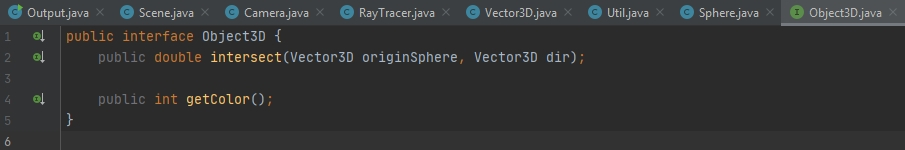 Output.java Scene.java Camera.java RayTracer.java Vector3D.java Util.java Sphere.java Object3D.java
1 public interface Object3D {
2     public double intersect(Vector3D originSphere, Vector3D dir);
3
4     public int getColor();
5 }
6